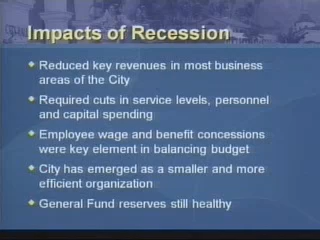 Impacts of Recession
Reduced key revenues in most business
areas of the City
Required cuts in service levels, personnel
and capital spending
Employee wage and benefit concessions
were key element in balancing budget
City has emerged as a smaller and more
efficient organization
General Fund reserves still healthy